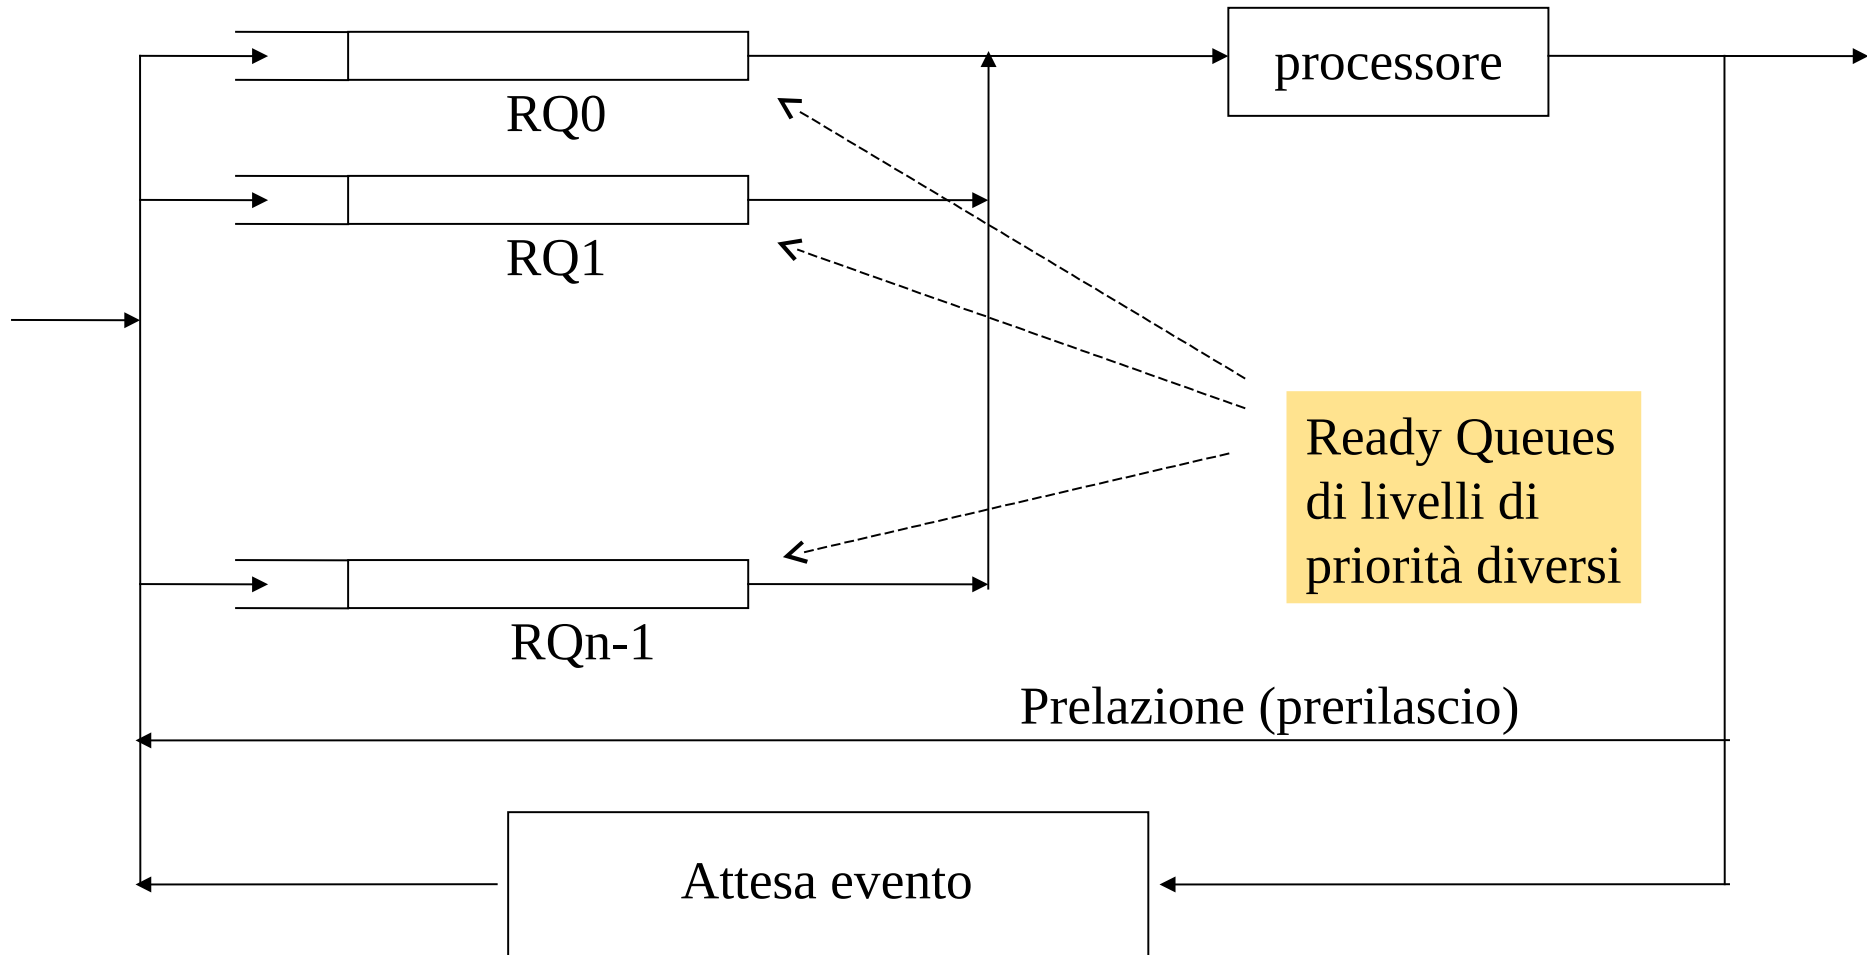 processore
RQ0
RQ1
Ready Queues
di livelli di
priorità diversi
RQn-1
Prelazione (prerilascio)
Attesa evento